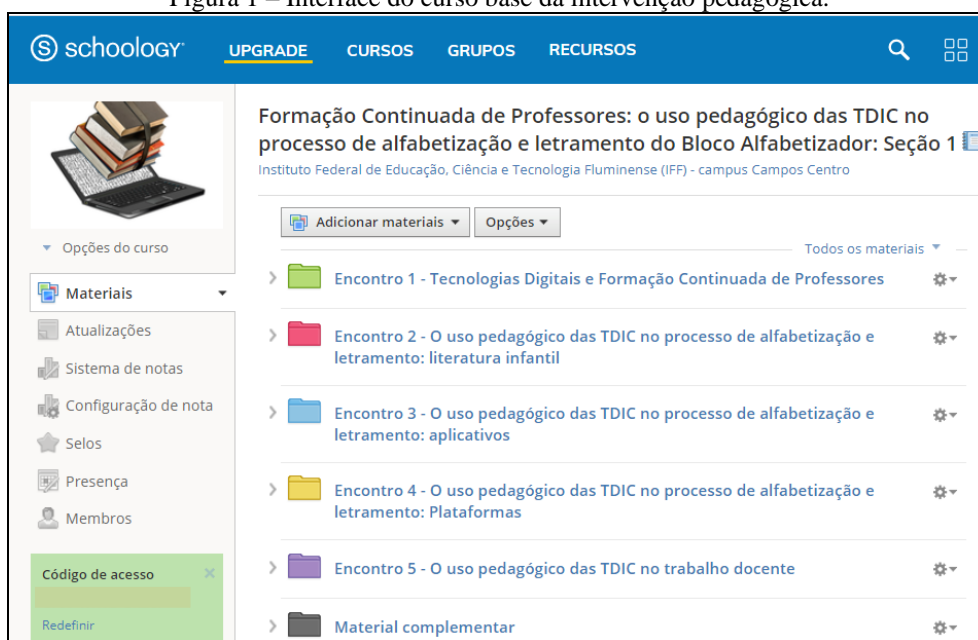 Figura 1 – Interface do curso base da intervenção pedagógica.
S schoology
UPGRADE CURSOS GRUPOS RECURSOS
Formação Continuada de Professores: o uso pedagógico das TDIC no
processo de alfabetização e letramento do Bloco Alfabetizador: Seção 1
Instituto Federal de Educação, Ciência e Tecnologia Fluminense (IFF) - campus Campos Centro
Opções do curso
Materiais
Atualizações
Sistema de notas
Configuração de nota
Selos
Presença
Membros
Código de acesso
Redefinir
Adicionar materiais Opções
Todos os materiais
Encontro 1 - Tecnologias Digitais e Formação Continuada de Professores
Encontro 2 - O uso pedagógico das TDIC no processo de alfabetização e
letramento: literatura infantil
Encontro 3 - O uso pedagógico das TDIC no processo de alfabetização e
letramento: aplicativos
Encontro 4 - O uso pedagógico das TDIC no processo de alfabetização e
letramento: Plataformas
Encontro 5 - O uso pedagógico das TDIC no trabalho docente
Material complementar